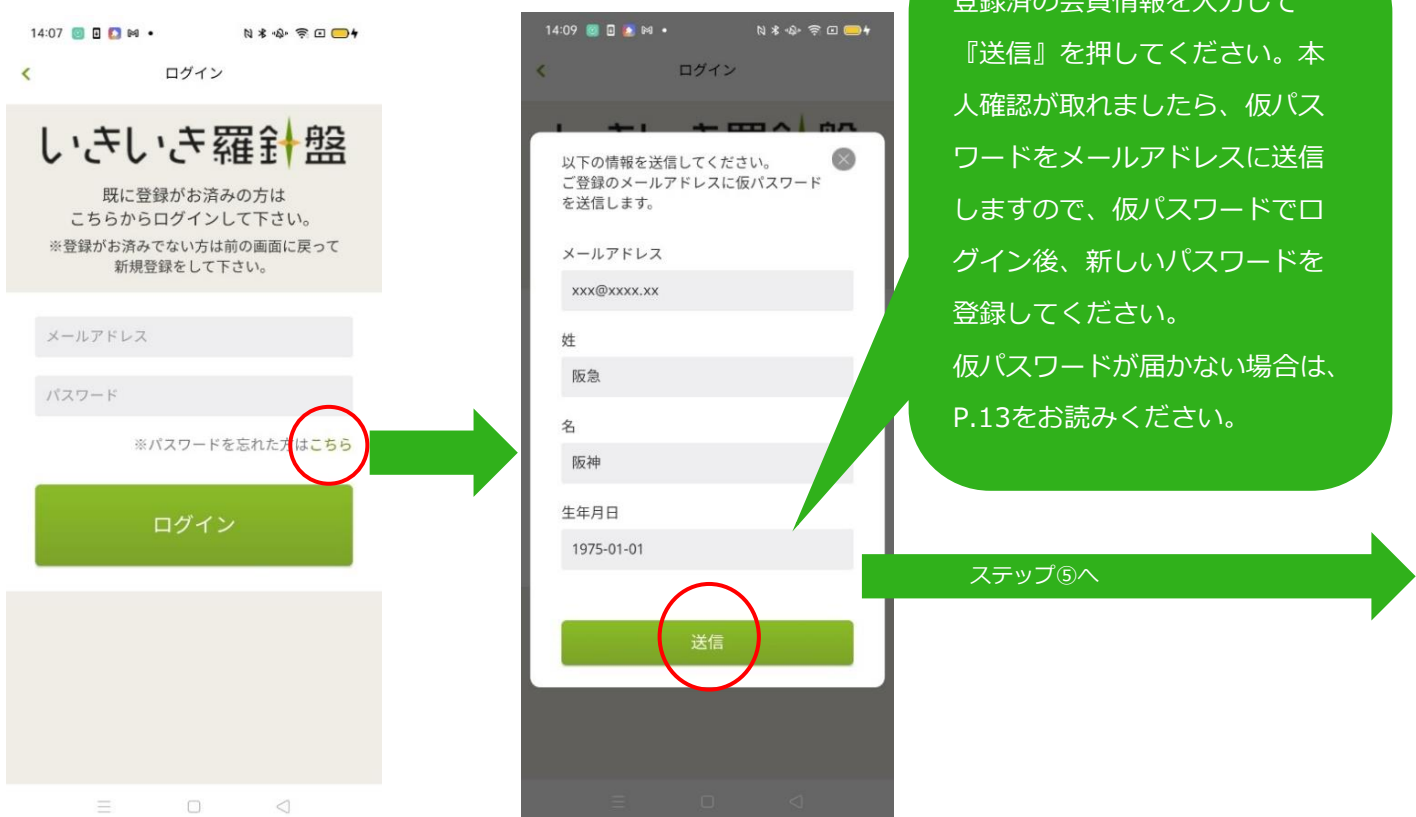 14:07
ログイン
いきいき羅針盤
既に登録がお済みの方は
こちらからログインして下さい。
※登録がお済みでない方は前の画面に戻って
新規登録をして下さい。
メールアドレス
パスワード
※パスワードを忘れた方はこちら
ログイン
14:09
ログイン
以下の情報を送信してください。
ご登録のメールアドレスに仮パスワード
を送信します。
メールアドレス
xxx@xxxx.xx
姓
阪急
名
阪神
生年月日
1975-01-01
送信
登録済の会員情報を入力して
『送信』を押してください。本
人確認が取れましたら、仮パス
ワードをメールアドレスに送信
しますので、仮パスワードでロ
グイン後、新しいパスワードを
登録してください。
仮パスワードが届かない場合は、
P.13をお読みください。
ステップ⑤へ